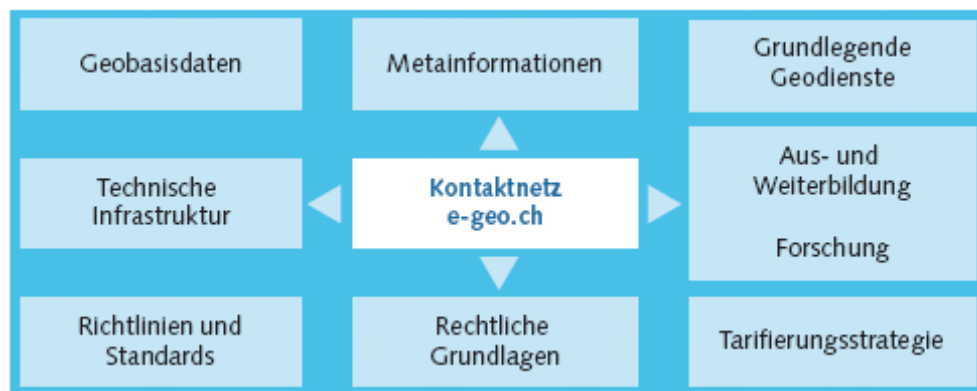 Geobasisdaten
Metainformationen
Grundlegende
Geodienste
Technische
Infrastruktur
Kontaktnetz
e-geo.ch
Aus- und
Weiterbildung
Forschung
Richtlinien und
Standards
Rechtliche
Grundlagen
Tarifierungsstrategie